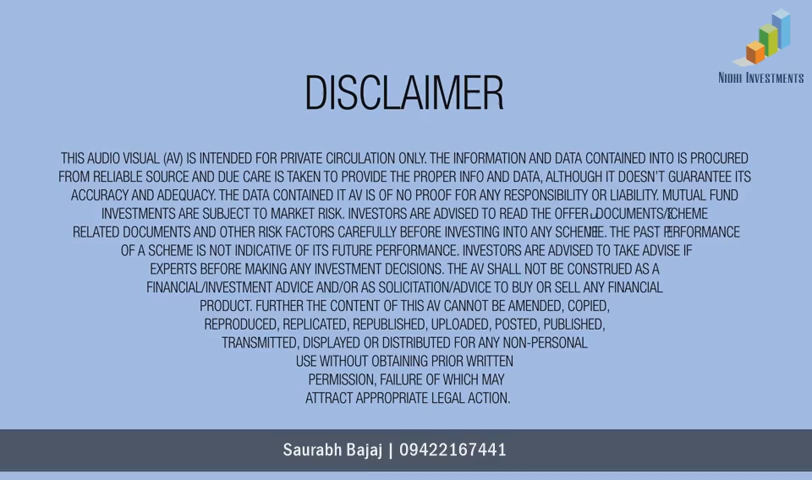 NIDHI INVESTMENTS
DISCLAIMER
THIS AUDIO VISUAL (AV) IS INTENDED FOR PRIVATE CIRCULATION ONLY. THE INFORMATION AND DATA CONTAINED INTO IS PROCURED
FROM RELIABLE SOURCE AND DUE CARE IS TAKEN TO PROVIDE THE PROPER INFO AND DATA, ALTHOUGH IT DOESN'T GUARANTEE ITS
ACCURACY AND ADEQUACY. THE DATA CONTAINED IT AV IS OF NO PROOF FOR ANY RESPONSIBILITY OR LIABILITY. MUTUAL FUND
INVESTMENTS ARE SUBJECT TO MARKET RISK. INVESTORS ARE ADVISED TO READ THE OFFER DOCUMENTS/SCHEME
RELATED DOCUMENTS AND OTHER RISK FACTORS CAREFULLY BEFORE INVESTING INTO ANY SCHEME. THE PAST PERFORMANCE
OF A SCHEME IS NOT INDICATIVE OF ITS FUTURE PERFORMANCE. INVESTORS ARE ADVISED TO TAKE ADVISE IF
EXPERTS BEFORE MAKING ANY INVESTMENT DECISIONS. THE AV SHALL NOT BE CONSTRUED AS A
FINANCIAL/INVESTMENT ADVICE AND/OR AS SOLICITATION/ADVICE TO BUY OR SELL ANY FINANCIAL
PRODUCT. FURTHER THE CONTENT OF THIS AV CANNOT BE AMENDED, COPIED,
REPRODUCED, REPLICATED, REPUBLISHED, UPLOADED, POSTED, PUBLISHED,
TRANSMITTED, DISPLAYED OR DISTRIBUTED FOR ANY NON-PERSONAL
USE WITHOUT OBTAINING PRIOR WRITTEN
PERMISSION, FAILURE OF WHICH MAY
ATTRACT APPROPRIATE LEGAL ACTION.
Saurabh Bajaj | 09422167441